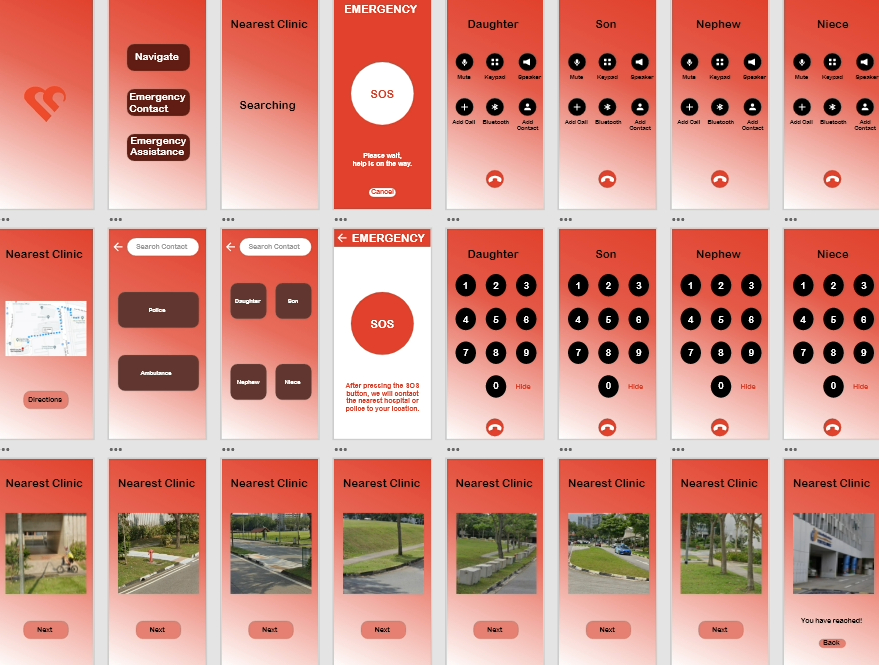 Navigate
Emergency
Contact
Emergency
Assistance
Nearest Clinic
Searching
EMERGENCY
SOS
Please wait,
help is on the way.
Cancel
Daughter
Mute Keypad Speaker
Add Call Bluetooth Add
Contact
Son
Mute Keypad Speaker
Add Call Bluetooth Add
Contact
Nephew
Mute Keypad Speaker
Add Call Bluetooth Add
Contact
Niece
Mute Keypad Speaker
Add Call Bluetooth Add
Contact
Nearest Clinic
Directions
Search Contact
Police
Ambulance
Search Contact
Daughter Son
Nephew Niece
EMERGENCY
SOS
After pressing the SOS
button, we will contact
the nearest hospital or
police to your location.
Daughter
1 2 3
4 5 6
7 8 9
0 Hide
Son
1 2 3
4 5 6
7 8 9
0 Hide
Nephew
1 2 3
4 5 6
7 8 9
0 Hide
Niece
1 2 3
4 5 6
7 8 9
0 Hide
Nearest Clinic
Next
Nearest Clinic
Next
Nearest Clinic
Next
Nearest Clinic
Next
Nearest Clinic
Next
Nearest Clinic
Next
Nearest Clinic
Next
Nearest Clinic
You have reached!
Back